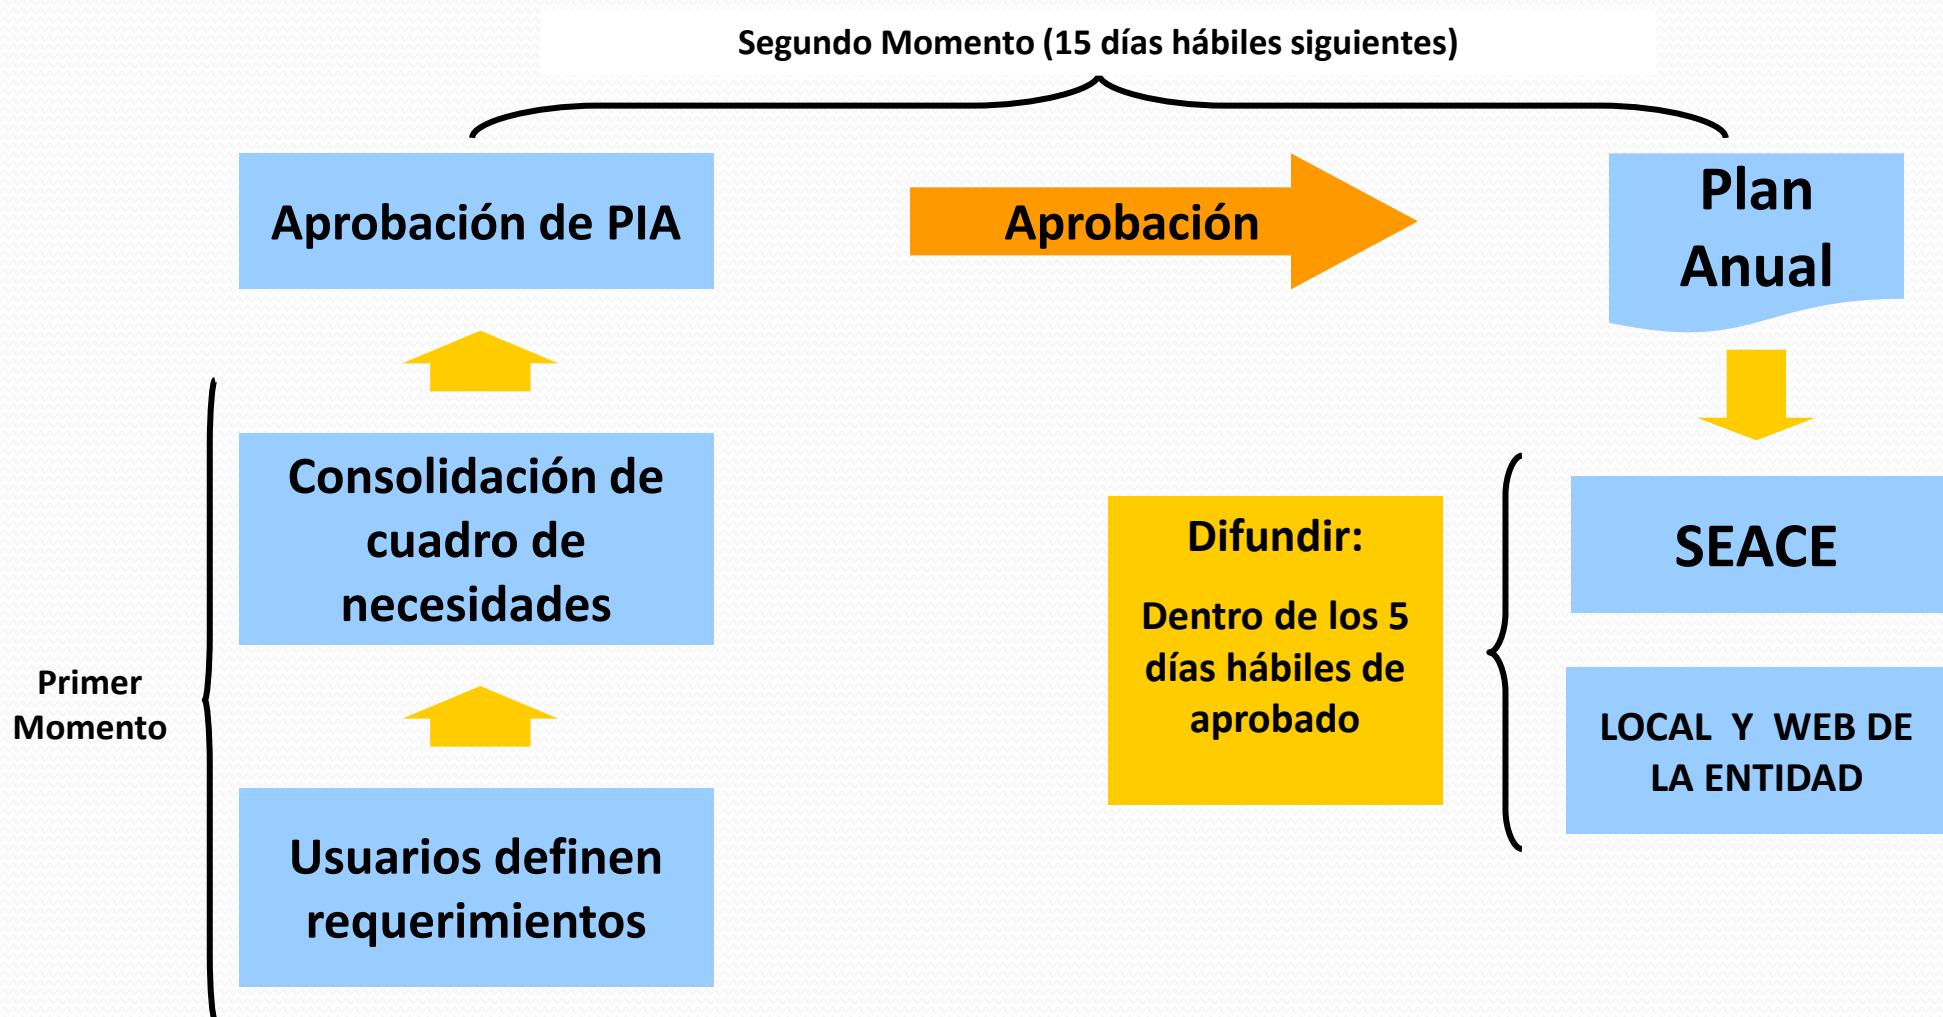 Segundo Momento (15 días hábiles siguientes)
Aprobación de PIA
Aprobación
Plan
Anual
Consolidación de
cuadro de
necesidades
Difundir:
Dentro de los 5
días hábiles de
aprobado
SEACE
LOCAL Y WEB DE
LA ENTIDAD
Primer
Momento
Usuarios definen
requerimientos